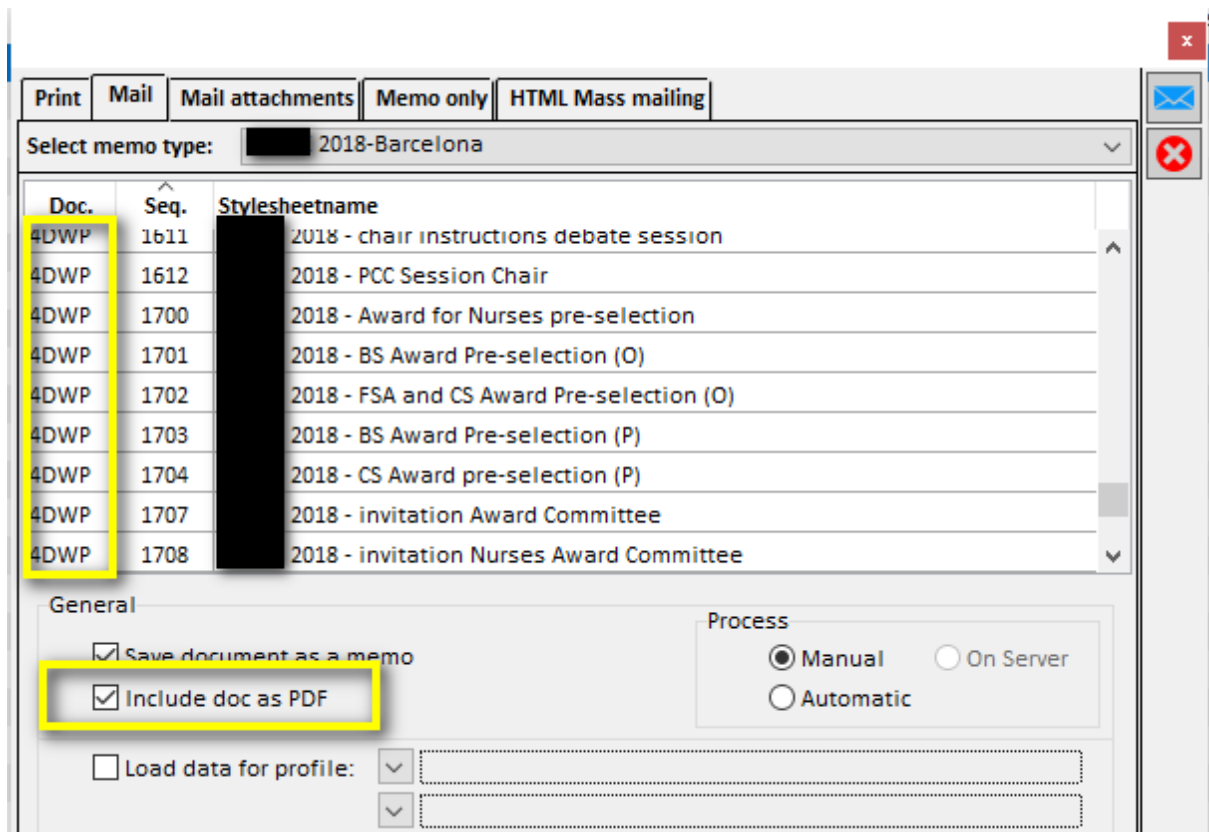 x
Print Mail Mail attachments Memo only HTML Mass mailing
Select memo type: 2018-Barcelona
Doc. Seq. Stylesheetname
4DWP 1611 2018 - chair instructions debate session
4DWP 1612 2018 - PCC Session Chair
4DWP 1700 2018 - Award for Nurses pre-selection
4DWP 1701 2018 - BS Award Pre-selection (O)
4DWP 1702 2018 - FSA and CS Award Pre-selection (O)
4DWP 1703 2018 - BS Award Pre-selection (P)
4DWP 1704 2018 - CS Award pre-selection (P)
4DWP 1707 2018 - invitation Award Committee
4DWP 1708 2018 - invitation Nurses Award Committee
General
Process
Save document as a memo
Manual On Server
Include doc as PDF
Automatic
Load data for profile: